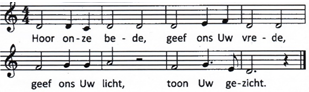 Hoor on-ze be-de, geef ons Uw vre-de,
geef ons Uw licht, toon Uw ge-zicht.